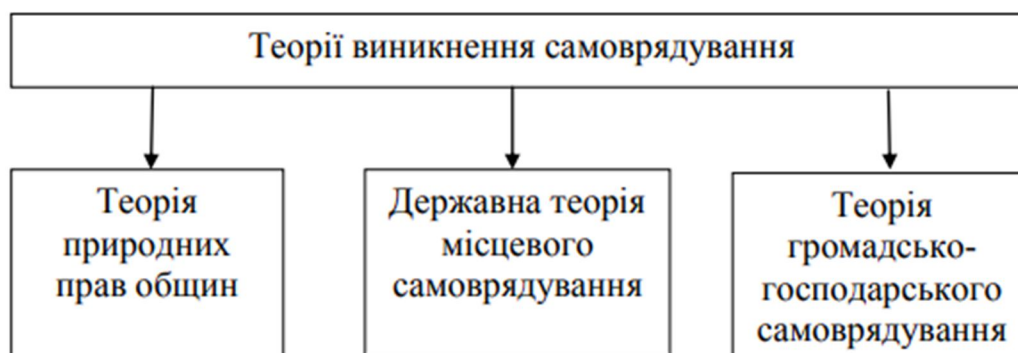 Теорії виникнення самоврядування
Теорія
природних
прав общин
Державна теорія
місцевого
самоврядування
Теорія
громадсько-
господарського
самоврядування